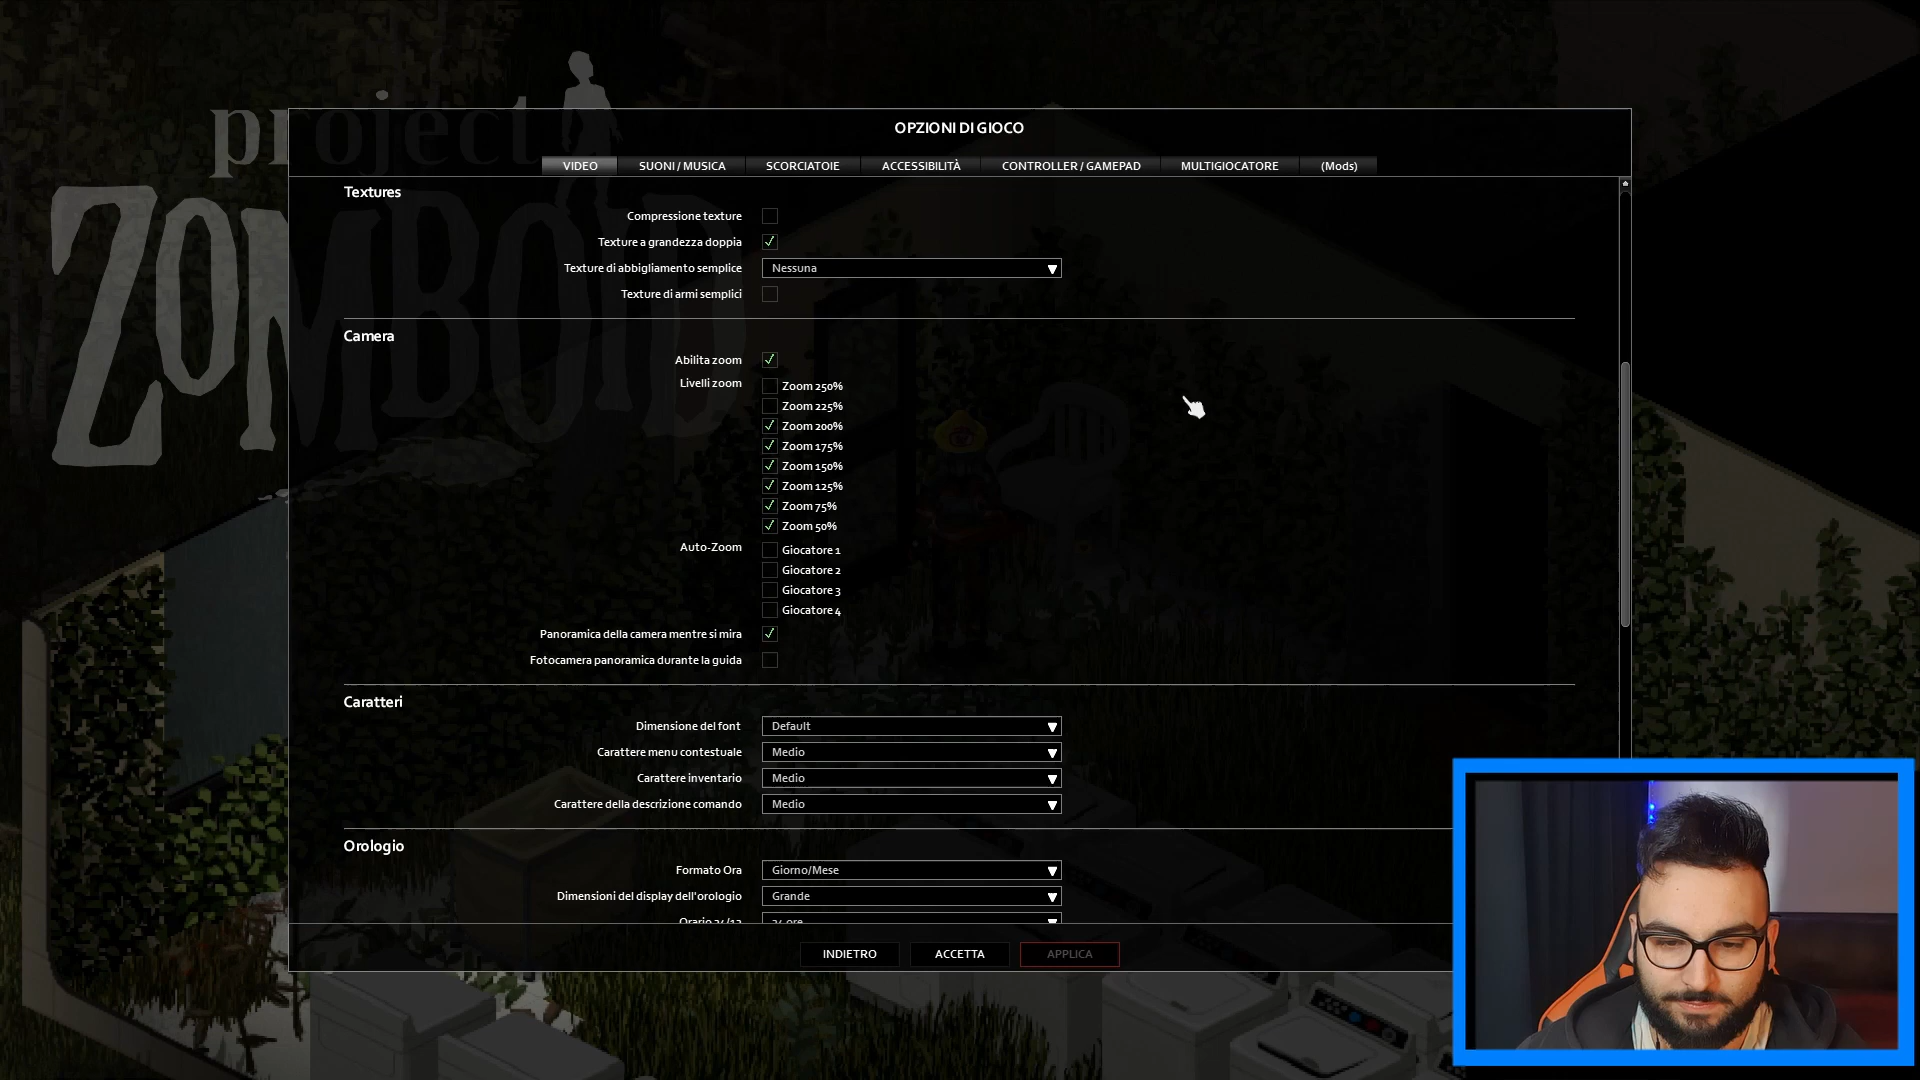 project
ZOMBOID
OPZIONI DI GIOCO
VIDEO
SUONI / MUSICA
SCORCIATOIE
ACCESSIBILITÀ
CONTROLLER / GAMEPAD
MULTIGIOCATORE
(Mods)
Textures
Compressione texture
Texture a grandezza doppia
Texture di abbigliamento semplice Nessuna
Texture di armi semplici
Camera
Abilita zoom
Livelli zoom
Zoom 250%
Zoom 225%
Zoom 200%
Zoom 175%
Zoom 150%
Zoom 125%
Zoom 75%
Zoom 50%
Auto-Zoom
Giocatore 1
Giocatore 2
Giocatore 3
Giocatore 4
Panoramica della camera mentre si mira
Fotocamera panoramica durante la guida
Caratteri
Dimensione del font Default
Carattere menu contestuale Medio
Carattere inventario Medio
Carattere della descrizione comando Medio
Orologio
Formato Ora Giorno/Mese
Dimensioni del display dell'orologio Grande
Orario 24/12 24 ore
INDIETRO
ACCETTA
APPLICA